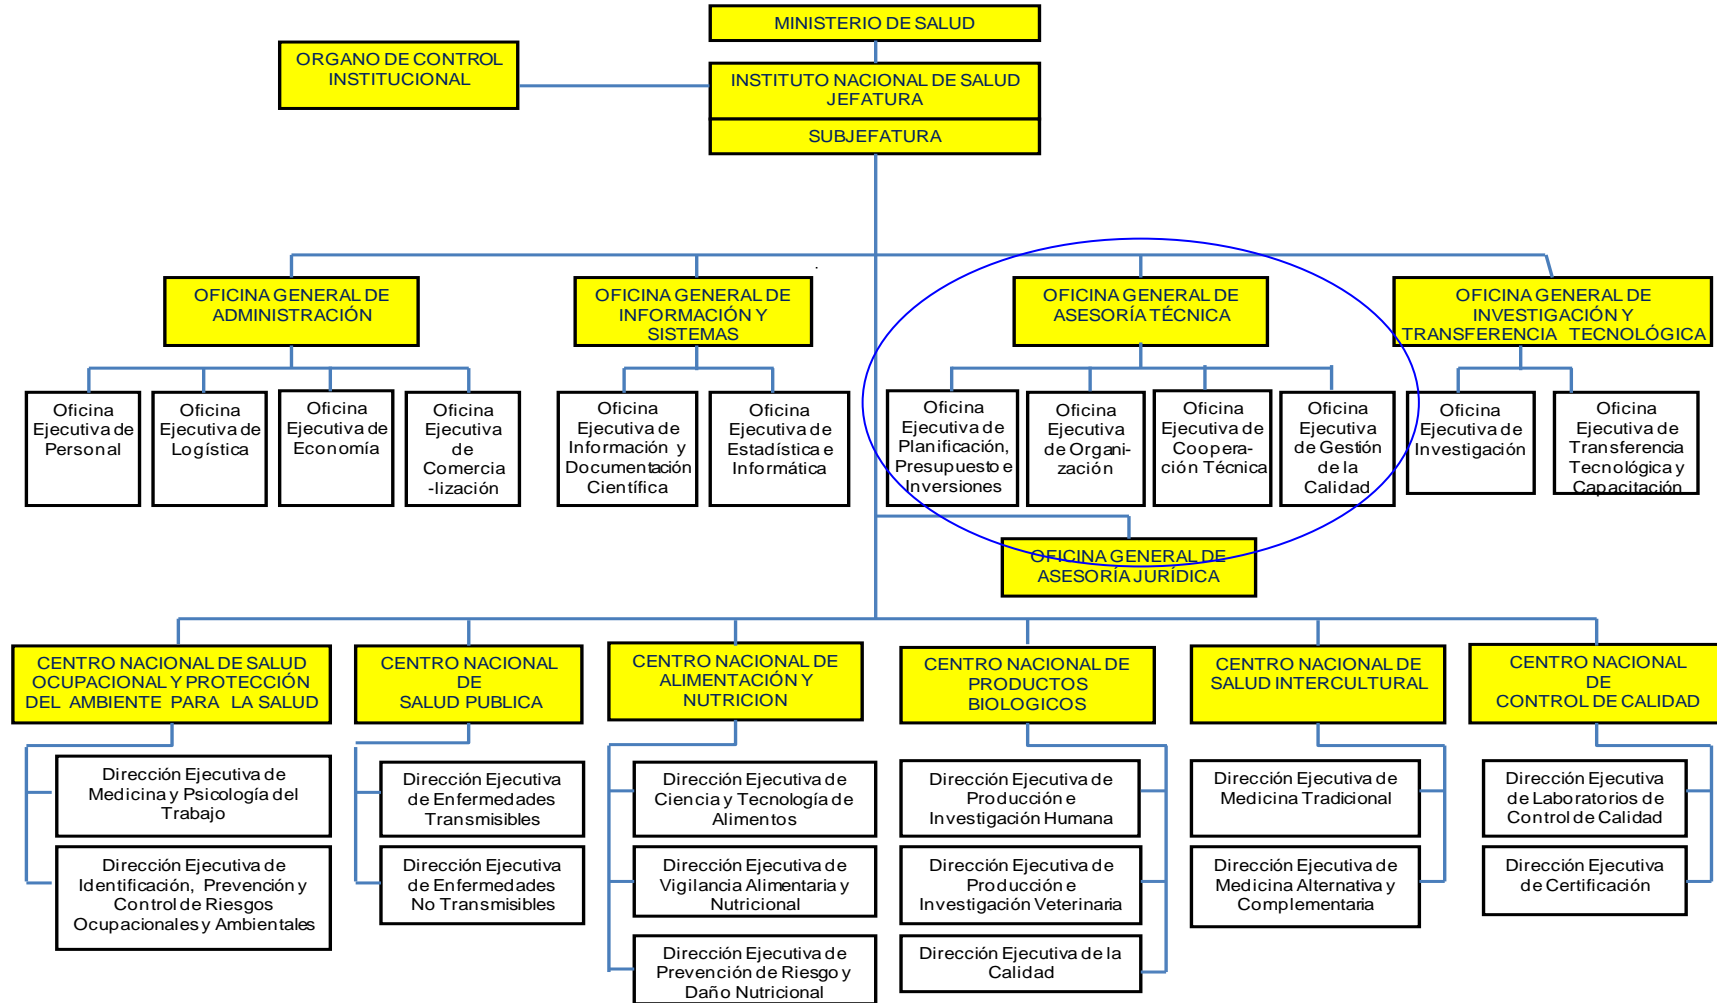 MINISTERIO DE SALUD
ORGANO DE CONTROL
INSTITUCIONAL
INSTITUTO NACIONAL DE SALUD
JEFATURA
SUBJEFATURA
OFICINA GENERAL DE
ADMINISTRACIÓN
OFICINA GENERAL DE
INFORMACIÓN Y
SISTEMAS
OFICINA GENERAL DE
ASESORÍA TÉCNICA
OFICINA GENERAL DE
INVESTIGACIÓN Y
TRANSFERENCIA TECNOLÓGICA
Oficina
Ejecutiva de
Personal
Oficina
Ejecutiva de
Logística
Oficina
Ejecutiva de
Economía
Oficina
Ejecutiva
de
Comercia
-lización
Oficina
Ejecutiva de
Información y
Documentación
Científica
Oficina
Ejecutiva de
Estadística e
Informática
Oficina
Ejecutiva de
Planificación,
Presupuesto e
Inversiones
Oficina
Ejecutiva
de Organi-
zación
Oficina
Ejecutiva de
Coopera-
ción Técnica
Oficina
Ejecutiva
de Gestión
de la
Calidad
Oficina
Ejecutiva de
Investigación
Oficina
Ejecutiva de
Transferencia
Tecnológica y
Capacitación
OFICINA GENERAL DE
ASESORÍA JURÍDICA
CENTRO NACIONAL DE SALUD
OCUPACIONAL Y PROTECCIÓN
DEL AMBIENTE PARA LA SALUD
CENTRO NACIONAL
DE
SALUD PUBLICA
CENTRO NACIONAL DE
ALIMENTACIÓN Y
NUTRICION
CENTRO NACIONAL DE
PRODUCTOS
BIOLOGICOS
CENTRO NACIONAL DE
SALUD INTERCULTURAL
CENTRO NACIONAL
DE
CONTROL DE CALIDAD
Dirección Ejecutiva de
Medicina y Psicología del
Trabajo
Dirección Ejecutiva
de Enfermedades
Transmisibles
Dirección Ejecutiva de
Ciencia y Tecnología de
Alimentos
Dirección Ejecutiva de
Producción e
Investigación Humana
Dirección Ejecutiva de
Medicina Tradicional
Dirección Ejecutiva
de Laboratorios de
Control de Calidad
Dirección Ejecutiva de
Identificación, Prevención y
Control de Riesgos
Ocupacionales y Ambientales
Dirección Ejecutiva
de Enfermedades
No Transmisibles
Dirección Ejecutiva de
Vigilancia Alimentaria y
Nutricional
Dirección Ejecutiva de
Producción e
Investigación Veterinaria
Dirección Ejecutiva de
Medicina Alternativa y
Complementaria
Dirección Ejecutiva
de Certificación
Dirección Ejecutiva de
Prevención de Riesgo y
Daño Nutricional
Dirección Ejecutiva de la
Calidad